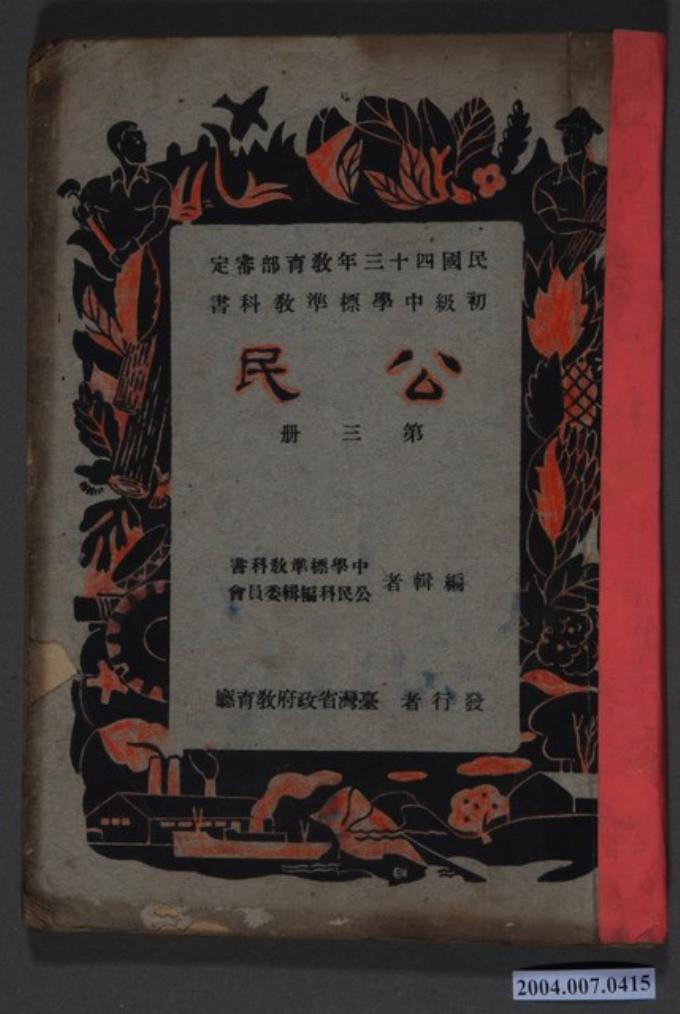 民國四十三年教育部審定
初級中學標準教科書
公民
第三冊
編輯者
中學標準教科書
公民科編輯委員會
發行者 臺灣省政府教育廳
2004.007.0415